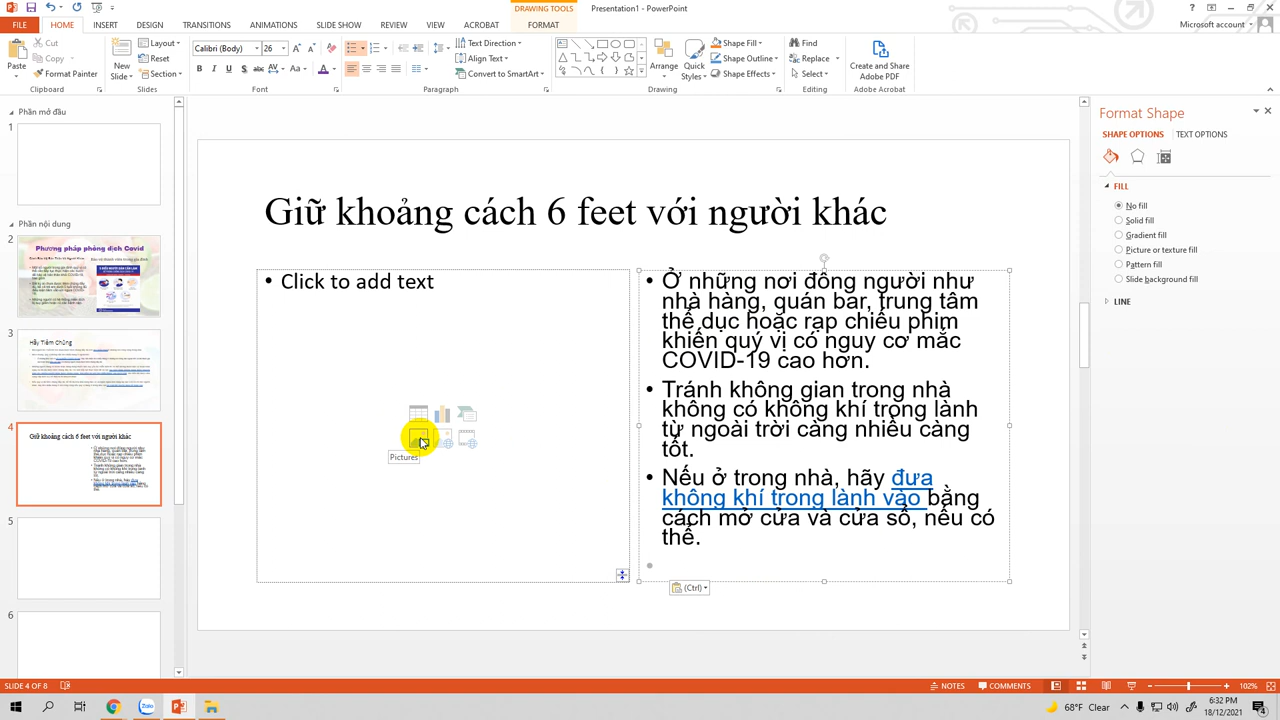 Presentation1 - PowerPoint
DRAWING TOOLS
FILE
HOME
INSERT
DESIGN
TRANSITIONS
ANIMATIONS
SLIDE SHOW
REVIEW
VIEW
ACROBAT
FORMAT
Microsoft account
Paste
Cut
Copy
Format Painter
Clipboard
New Slide
Layout
Reset
Section
Slides
Calibri (Body)
26
Font
Text Direction
Align Text
Convert to SmartArt
Paragraph
Arrange
Quick Styles
Shape Fill
Shape Outline
Shape Effects
Drawing
Find
Replace
Select
Editing
Create and Share Adobe PDF
Adobe Acrobat
Phần mở đầu
1
Phần nội dung
2
Phương pháp phòng dịch Covid
3
Hãy Tiêm Chủng
4
Giữ khoảng cách 6 feet với người khác
5
6
Giữ khoảng cách 6 feet với người khác
• Click to add text
Pictures
• Ở những nơi đông người như
nhà hàng, quán bar, trung tâm
thể dục hoặc rạp chiếu phim
khiến quý vị có nguy cơ mắc
COVID-19 cao hơn.
• Tránh không gian trong nhà
không có không khí trong lành
từ ngoài trời càng nhiều càng
tốt.
• Nếu ở trong nhà, hãy đưa
không khí trong lành vào bằng
cách mở cửa và cửa sổ, nếu có
thể.
(Ctrl)
Format Shape
SHAPE OPTIONS
TEXT OPTIONS
FILL
No fill
Solid fill
Gradient fill
Picture or texture fill
Pattern fill
Slide background fill
LINE
SLIDE 4 OF 8
NOTES
COMMENTS
102%
Zalo
68°F Clear
6:32 PM
18/12/2021
4